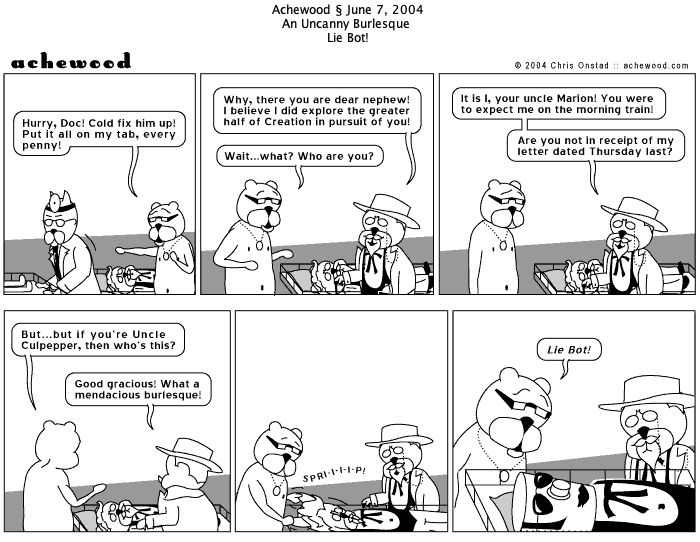 Achewood § June 7, 2004
An Uncanny Burlesque
Lie Bot!
achewood
© 2004 Chris Onstad :: achewood.com
Hurry, Doc! Cold fix him up!
Put it all on my tab, every
penny!
Why, there you are dear nephew!
I believe I did explore the greater
half of Creation in pursuit of you!
Wait...what? Who are you?
It is I, your uncle Marion! You were
to expect me on the morning train!
Are you not in receipt of my
letter dated Thursday last?
But...but if you're Uncle
Culpepper, then who's this?
Good gracious! What a
mendacious burlesque!
SPRI-I-I-I-P!
Lie Bot!